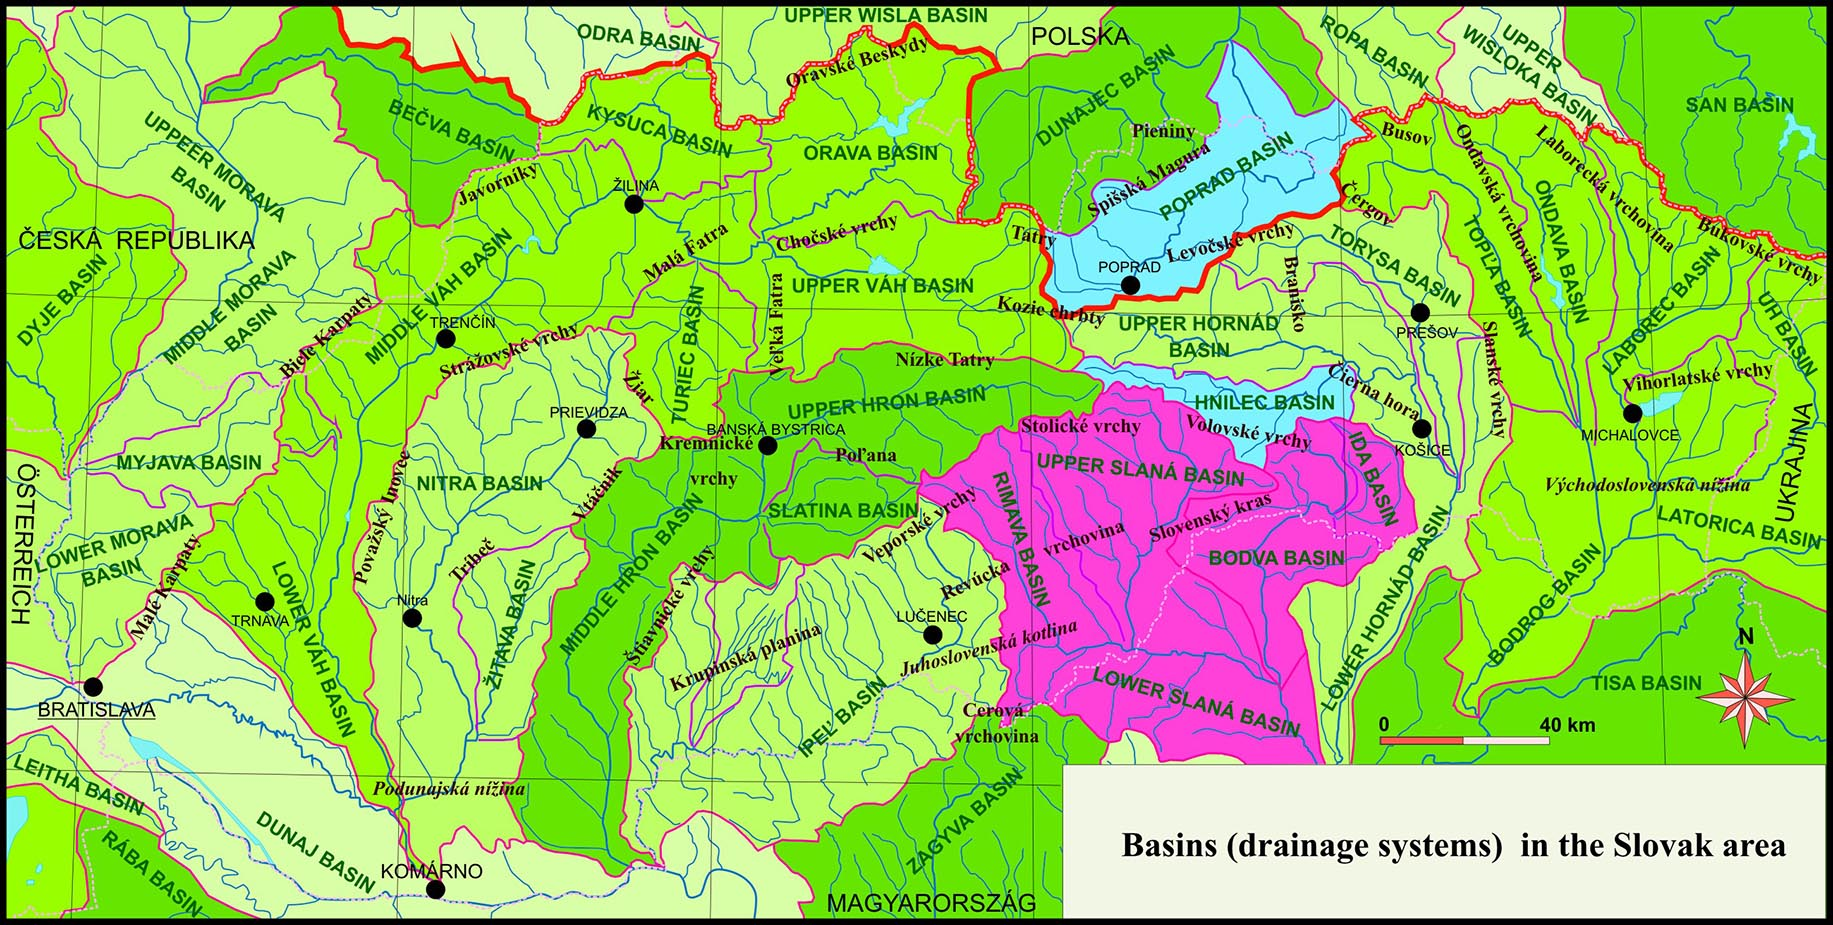 UPPER WISLA BASIN
ODRA BASIN
POLSKA
ROPA BASIN
UPPER
WISLOKA BASIN
SAN BASIN
Oravské Beskydy
BEČVA BASIN
KYSUCA BASIN
ORAVA BASIN
DUNAJEC BASIN
Pieniny
Spišská Magura
POPRAD BASIN
Busov
Čergov
Ondavská vrchovina
Laborecká vrchovina
Bukovské vrchy
UPPEER MORAVA
BASIN
Javorníky
ŽILINA
ČESKÁ REPUBLIKA
DYJE BASIN
MIDDLE MORAVA
BASIN
MIDDLE VÁH BASIN
Malá Fatra
Chočské vrchy
Tatry
Levočské vrchy
POPRAD
TORYSA BASIN
TOPĽA BASIN
ONDAVA BASIN
LABOREC BASIN
UH BASIN
UPPER VÁH BASIN
Kozie chrbty
Branisko
Biele Karpaty
TRENČÍN
Strážovské vrchy
TURIEC BASIN
Veľká Fatra
UPPER HORNÁD
BASIN
PREŠOV
Slanské vrchy
Nízke Tatry
Žiar
PRIEVIDZA
UPPER HRON BASIN
HNILEC BASIN
Čierna hora
Vihorlatské vrchy
BANSKÁ BYSTRICA
Kremnické
vrchy
Poľana
Stolické vrchy
Volovské vrchy
KOŠICE
MICHALOVCE
MYJAVA BASIN
NITRA BASIN
Považský Inovec
Vtáčnik
UPPER SLANÁ BASIN
IDA BASIN
Východoslovenská nížina
UKRAJINA
ÖSTERREICH
SLATINA BASIN
Veporské vrchy
RIMAVA BASIN
Slovenský kras
LATORICA BASIN
LOWER MORAVA
BASIN
Malé Karpaty
Tribeč
MIDDLE HRON BASIN
Štiavnické vrchy
Revúcka
vrchovina
BODVA BASIN
LOWER HORNÁD BASIN
BODROG BASIN
TRNAVA
LOWER VÁH BASIN
Nitra
ŽITAVA BASIN
LUČENEC
Juhoslovenská kotlina
Krupinská planina
N
BRATISLAVA
IPEĽ BASIN
Cerová
vrchovina
LOWER SLANÁ BASIN
TISA BASIN
0 40 km
LEITHA BASIN
Podunajská nížina
ZAGYVA BASIN
RÁBA BASIN
DUNAJ BASIN
KOMÁRNO
MAGYARORSZÁG
Basins (drainage systems) in the Slovak area